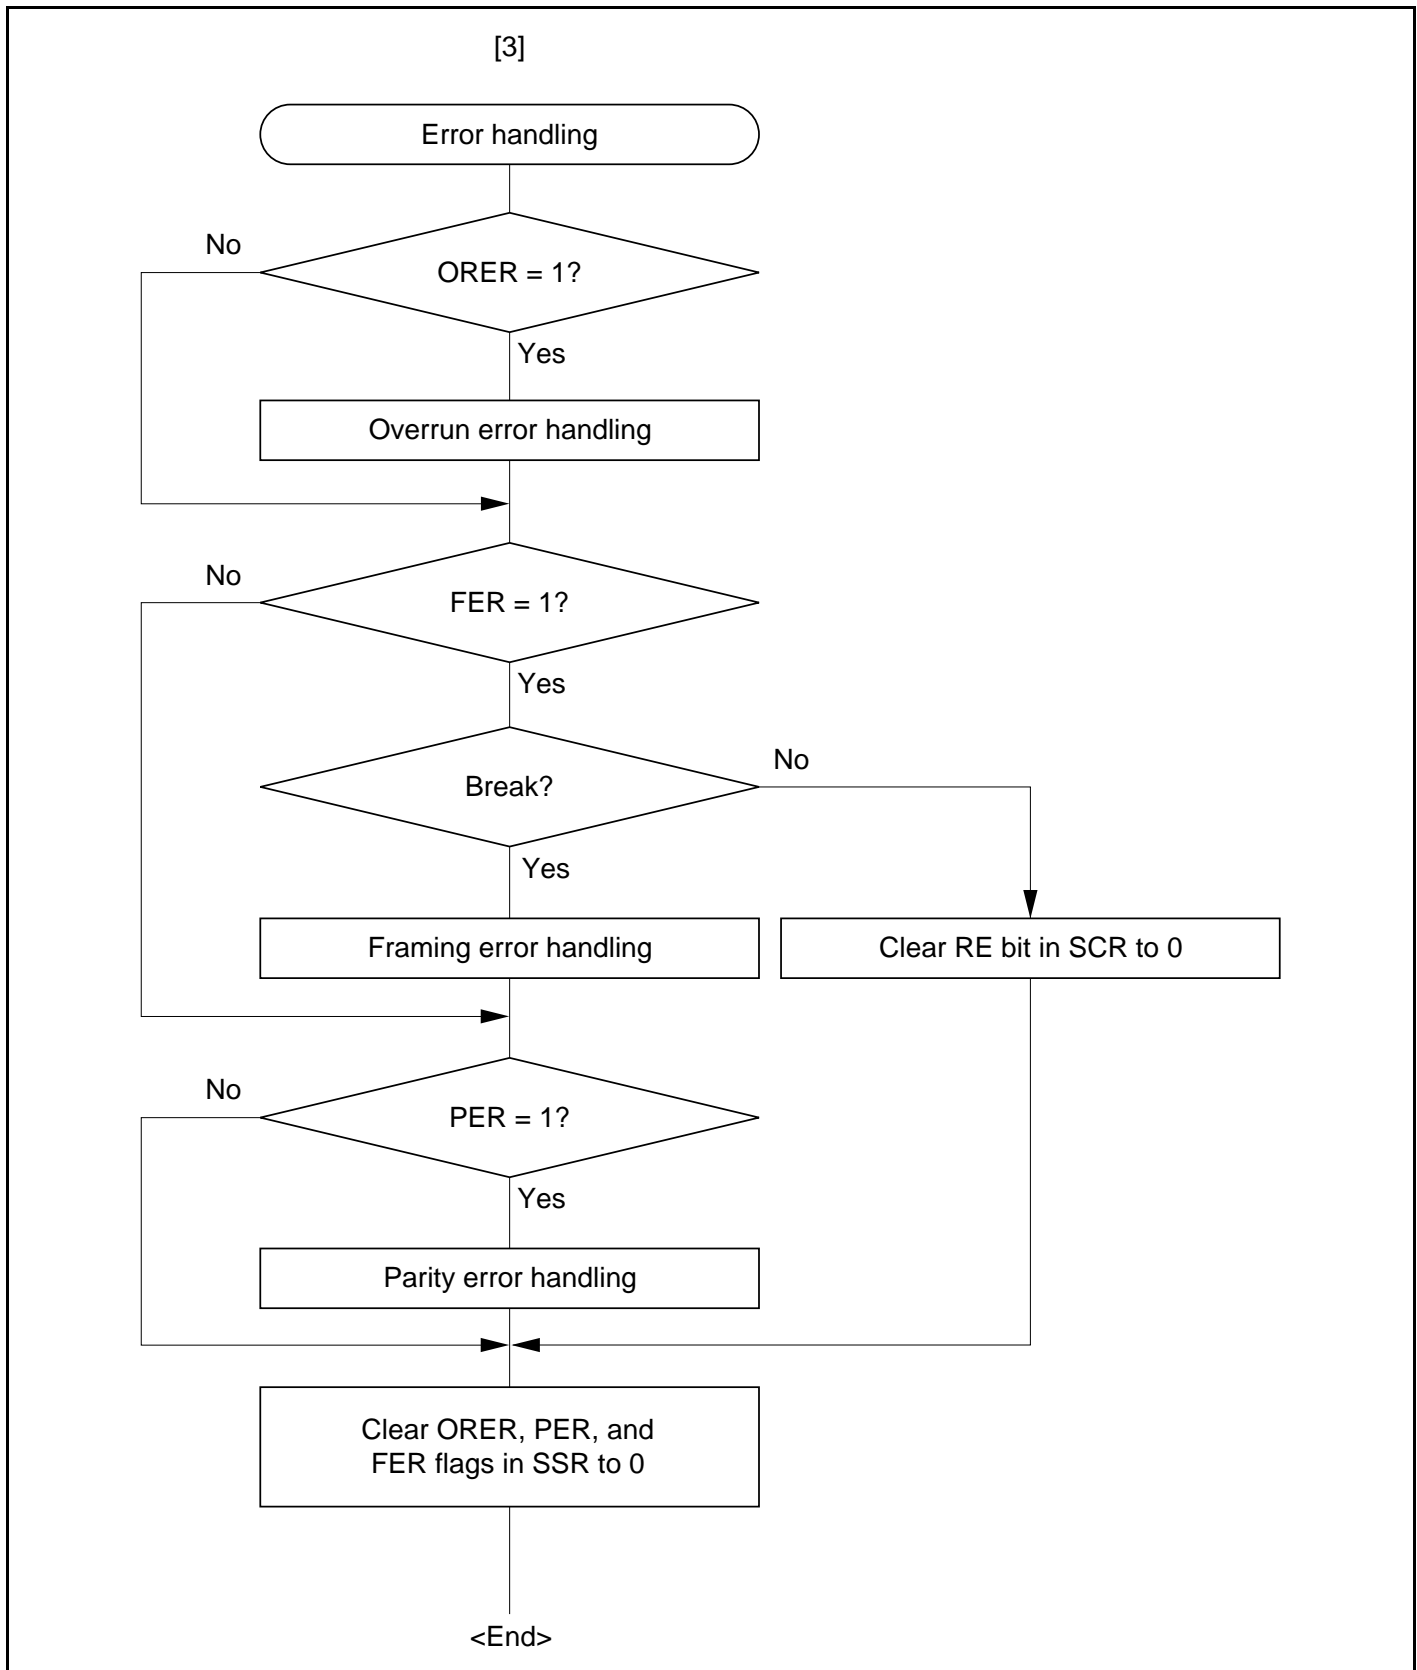 [3]
Error handling
No
ORER = 1?
Yes
Overrun error handling
No
FER = 1?
Yes
No
Break?
Yes
Framing error handling
Clear RE bit in SCR to 0
No
PER = 1?
Yes
Parity error handling
Clear ORER, PER, and
FER flags in SSR to 0
<End>